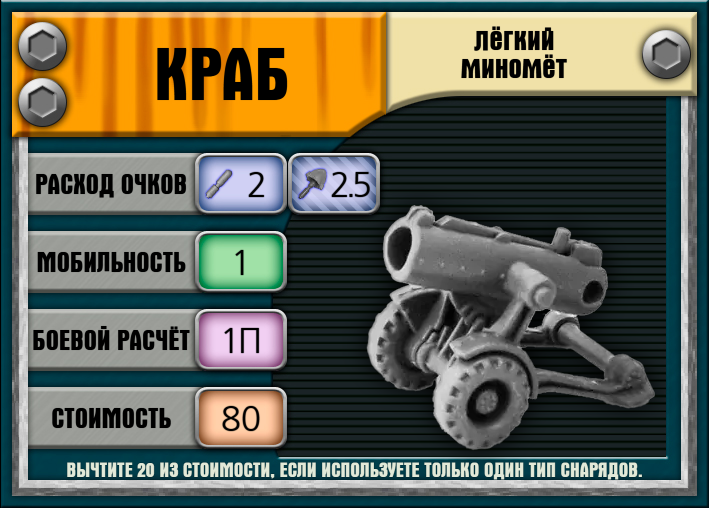 КРАБ
ЛЁГКИЙ
МИНОМЁТ
РАСХОД ОЧКОВ 2 2.5
МОБИЛЬНОСТЬ 1
БОЕВОЙ РАСЧЁТ 1П
СТОИМОСТЬ 80
ВЫЧТИТЕ 20 ИЗ СТОИМОСТИ, ЕСЛИ ИСПОЛЬЗУЕТЕ ТОЛЬКО ОДИН ТИП СНАРЯДОВ.